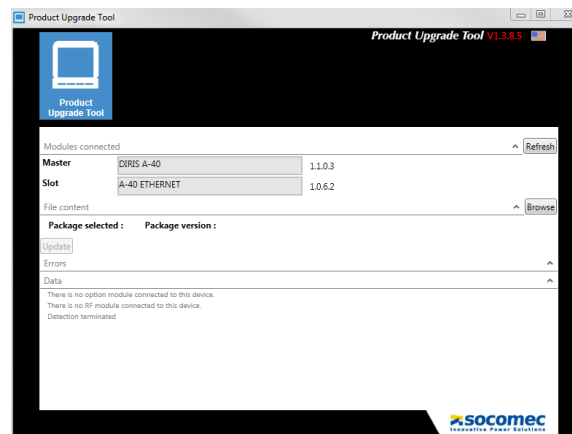 Product Upgrade Tool
Product Upgrade Tool V1.3.8.5
Product
Upgrade Tool
Modules connected Refresh
Master DIRIS A-40 1.1.0.3
Slot A-40 ETHERNET 1.0.6.2
File content Browse
Package selected : Package version :
Update
Errors
Data
There is no option module connected to this device.
There is no RF module connected to this device.
Detection terminated
socomec
Innovative Power Solutions